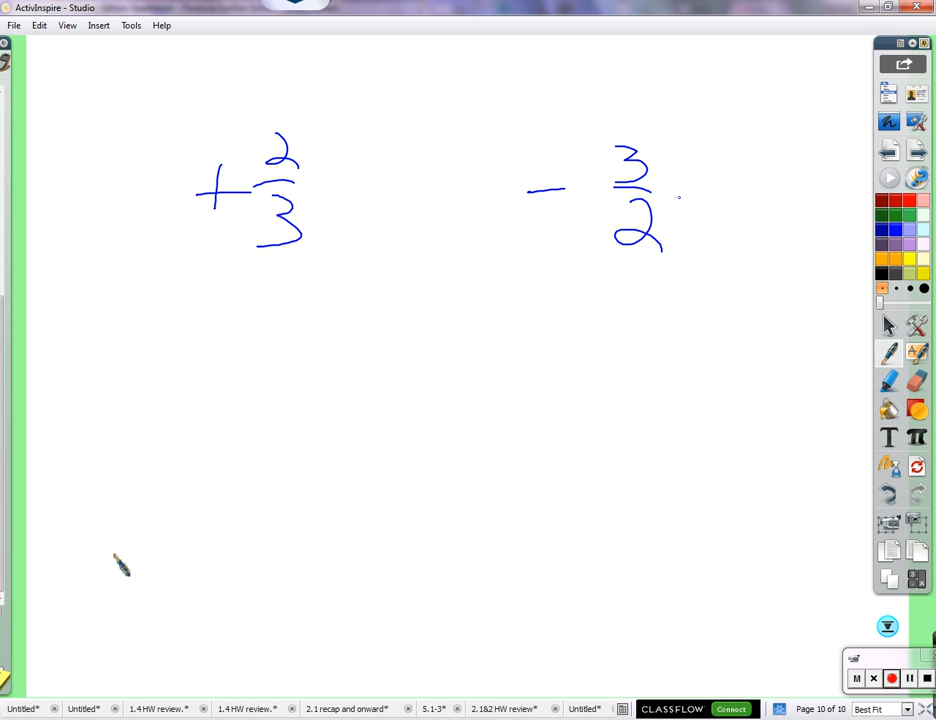 ActivInspire - Studio
File Edit View Insert Tools Help
+ 2/3
- 3/2
M
Untitled* Untitled* 1.4 HW review.* 1.4 HW review.* 2.1 recap and onward* 5.1-3* 2.1&2 HW review* Untitled* CLASSFLOW Connect Page 10 of 10 Best Fit